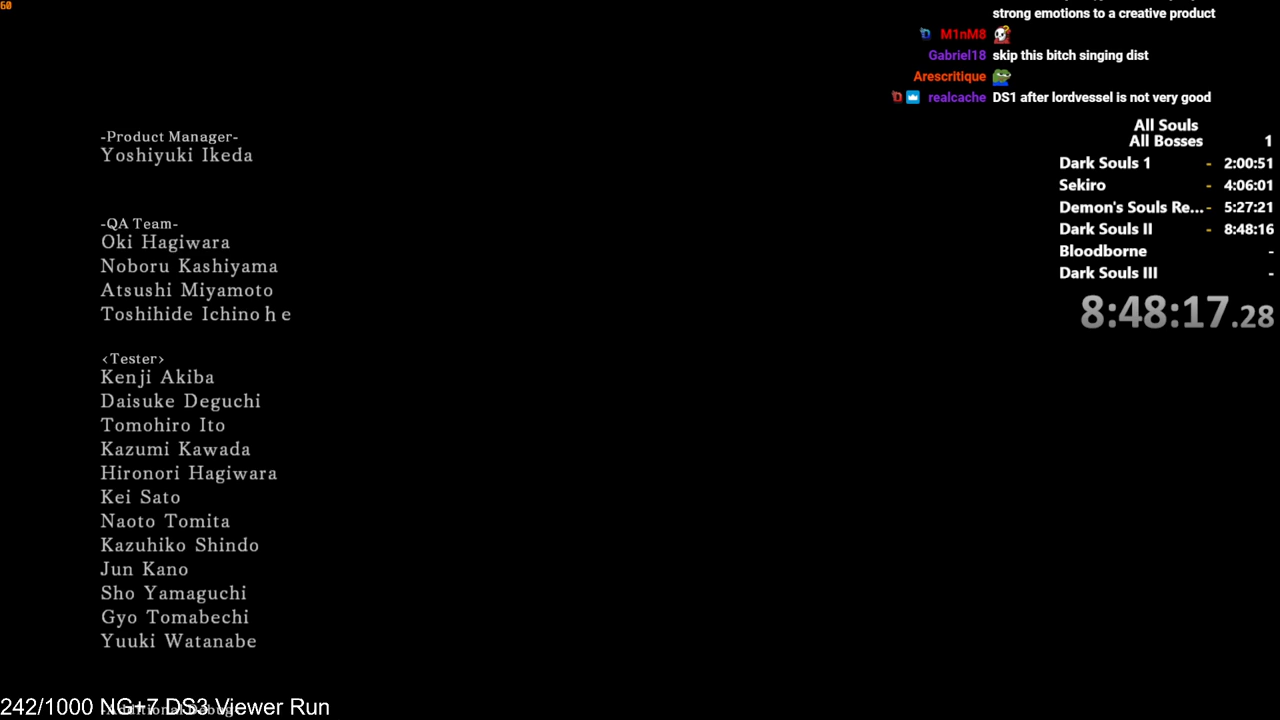 60
strong emotions to a creative product
M1nM8
Gabriel18 skip this bitch singing dist
Arescritique
realcache DS1 after lordvessel is not very good
All Souls
All Bosses 1
Dark Souls 1 - 2:00:51
Sekiro - 4:06:01
Demon's Souls Re... - 5:27:21
Dark Souls II - 8:48:16
Bloodborne -
Dark Souls III -
8:48:17.28
-Product Manager-
Yoshiyuki Ikeda
-QA Team-
Oki Hagiwara
Noboru Kashiyama
Atsushi Miyamoto
Toshihide Ichinohe
<Tester>
Kenji Akiba
Daisuke Deguchi
Tomohiro Ito
Kazumi Kawada
Hironori Hagiwara
Kei Sato
Naoto Tomita
Kazuhiko Shindo
Jun Kano
Sho Yamaguchi
Gyo Tomabechi
Yuuki Watanabe
242/1000 NG+7 DS3 Viewer Run